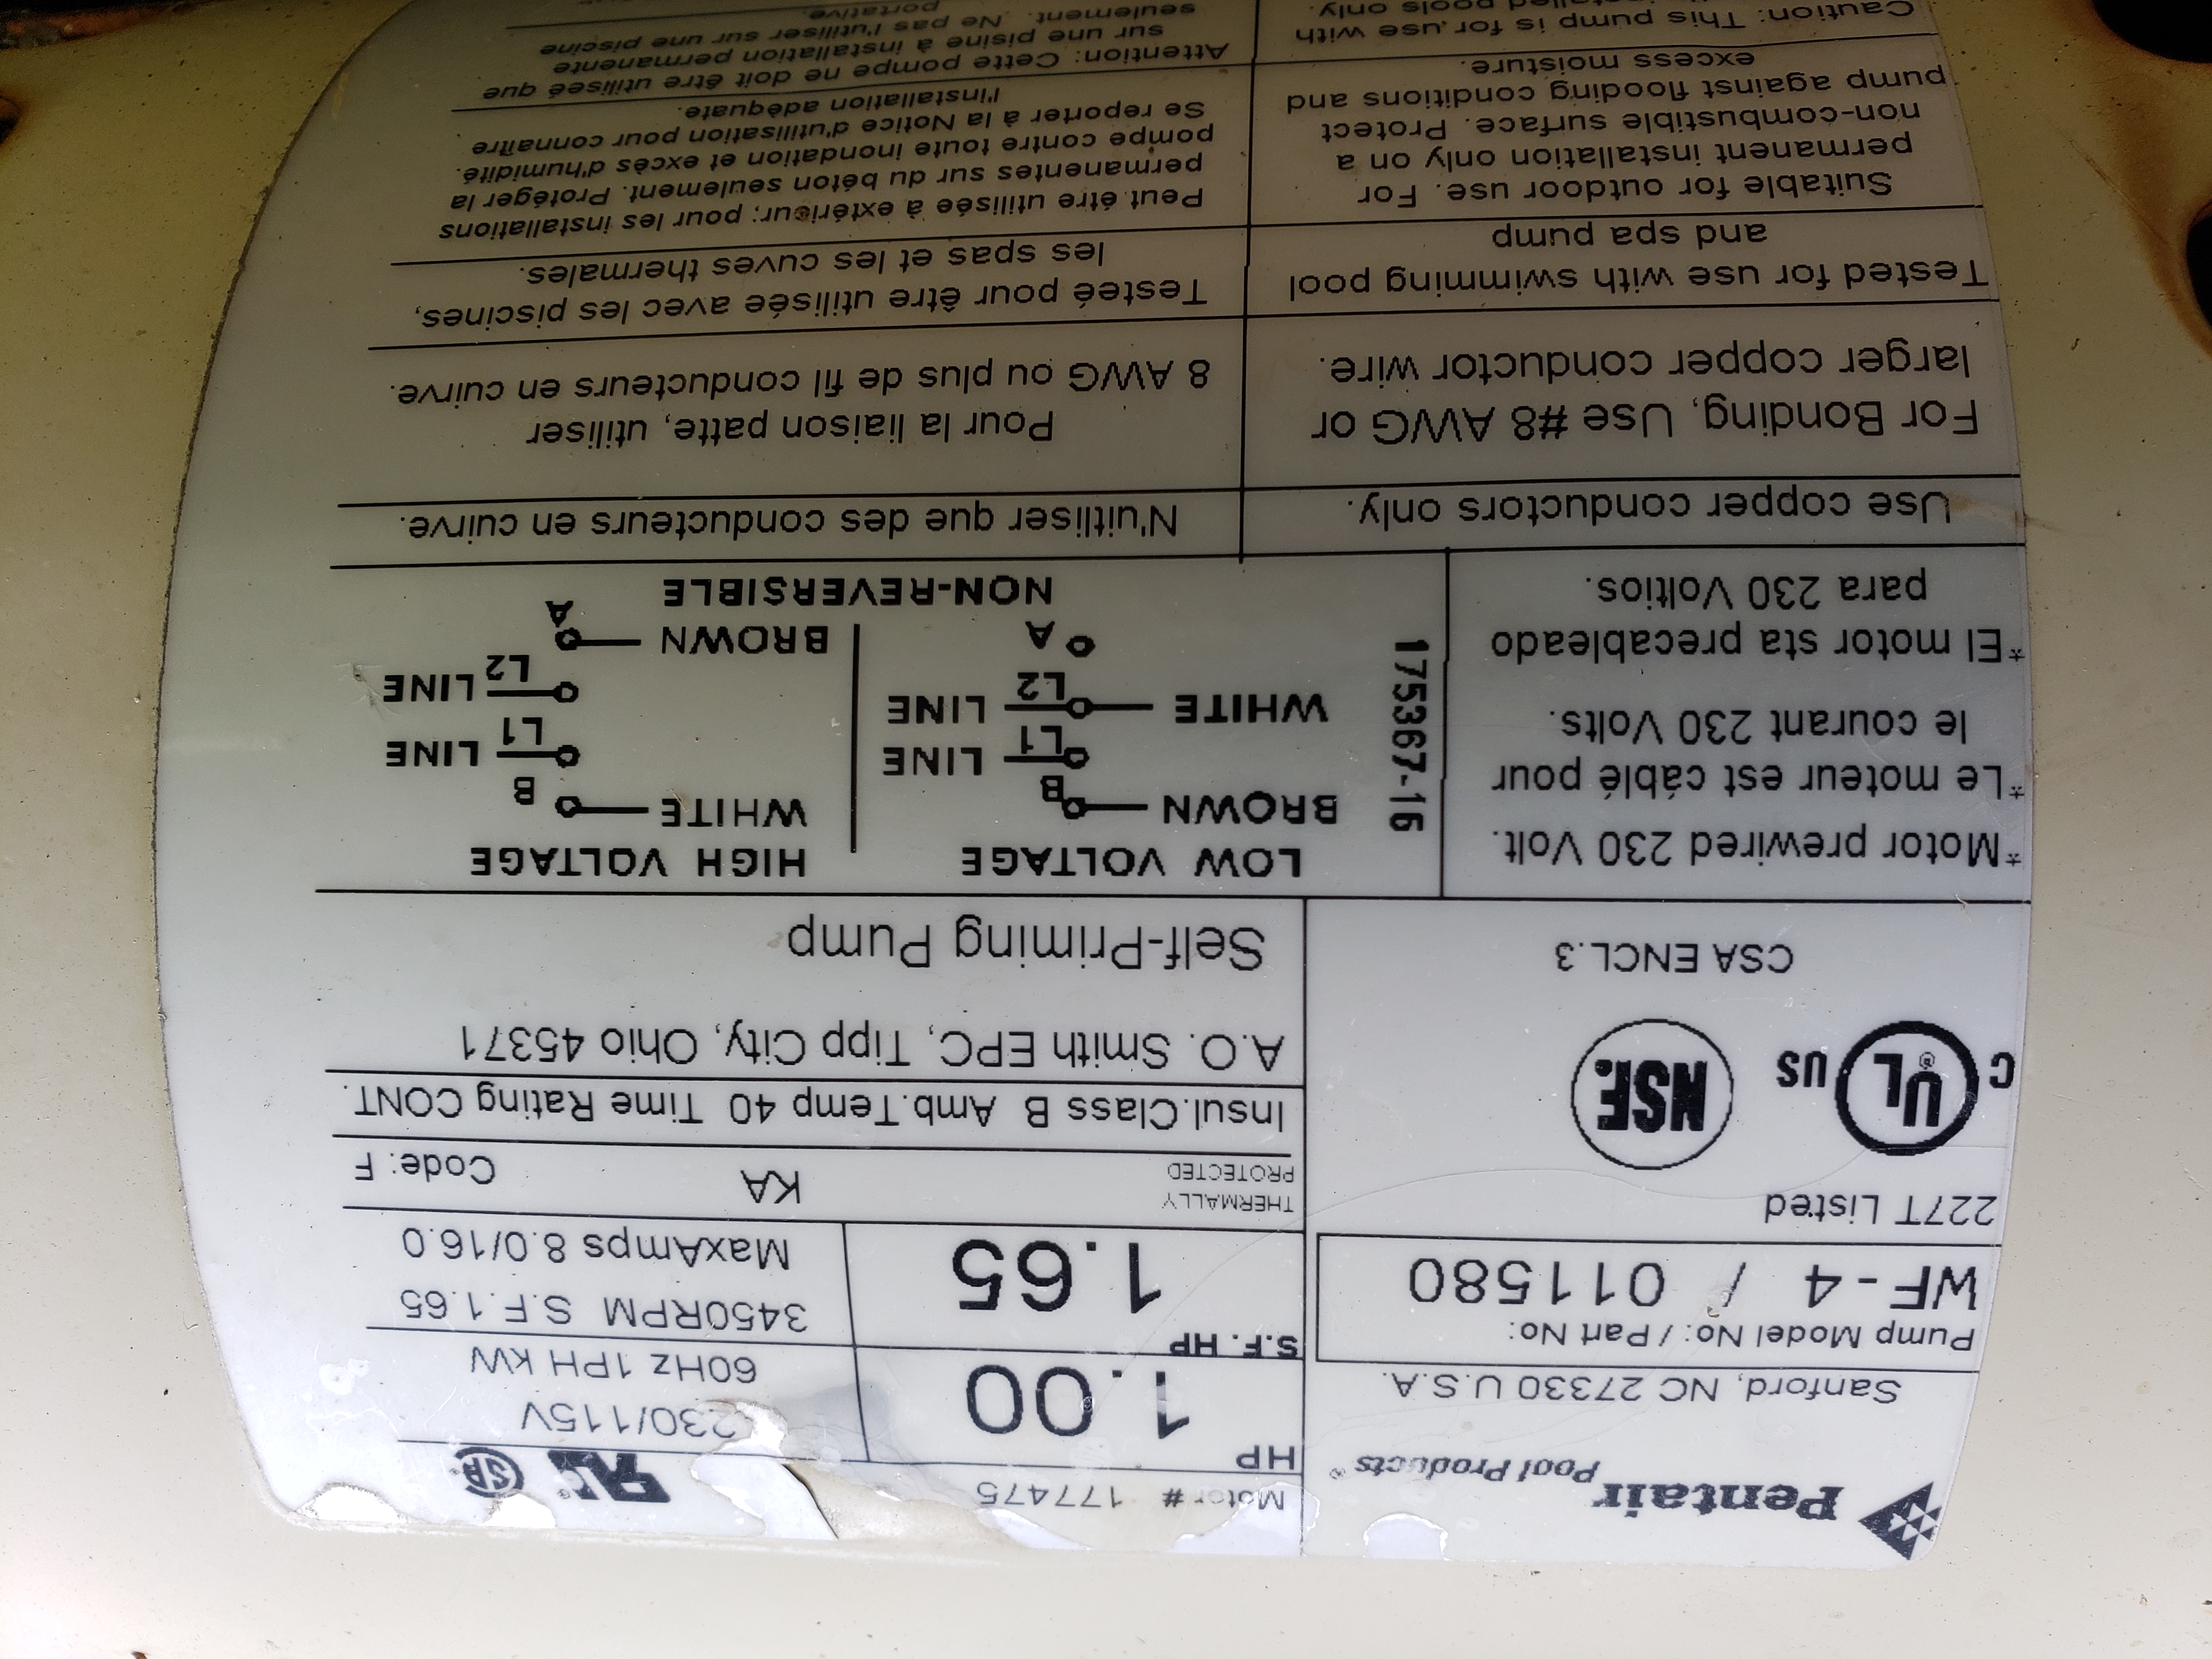 Pentair
Pool Products®
Sanford, NC 27330 U.S.A.
Pump Model No: / Part No:
WF-4 / 011580
227T Listed
C UL® US
NSF.
CSA ENCL.3
Motor # 177475
HP
1.00
S.F. HP
1.65
230/115V
60Hz 1PH kW
3450RPM S.F.1.65
MaxAmps 8.0/16.0
THERMALLY
PROTECTED
KA
Code: F
Insul.Class B Amb.Temp 40 Time Rating CONT.
A.O. Smith EPC, Tipp City, Ohio 45371
Self-Priming Pump
*Motor prewired 230 Volt.
*Le moteur est câblé pour
le courant 230 Volts.
*El motor sta precableado
para 230 Voltios.
175367-16
LOW VOLTAGE
BROWN B
L1 LINE
WHITE L2 LINE
A
HIGH VOLTAGE
WHITE B
L1 LINE
L2 LINE
BROWN A
NON-REVERSIBLE
Use copper conductors only.
N'uitliser que des conducteurs en cuirve.
For Bonding, Use #8 AWG or
larger copper conductor wire.
Pour la liaison patte, utiliser
8 AWG ou plus de fil conducteurs en cuirve.
Tested for use with swimming pool
and spa pump
Testeé pour être utilisée avec les piscines,
les spas et les cuves thermales.
Suitable for outdoor use. For
permanent installation only on a
non-combustible surface. Protect
pump against flooding conditions and
excess moisture.
Peut étre utilisée à extérieur; pour les installations
permanentes sur du béton seulement. Protéger la
pompe contre toute inondation et excès d'humidité.
Se reporter à la Notice d'utilisation pour connaître
l'installation adèquate.
Caution: This pump is for use with
pools only.
Attention: Cette pompe ne doit être utiliseé que
sur une pisine à installation permanente
seulement. Ne pas l'utiliser sur une piscine
portative.